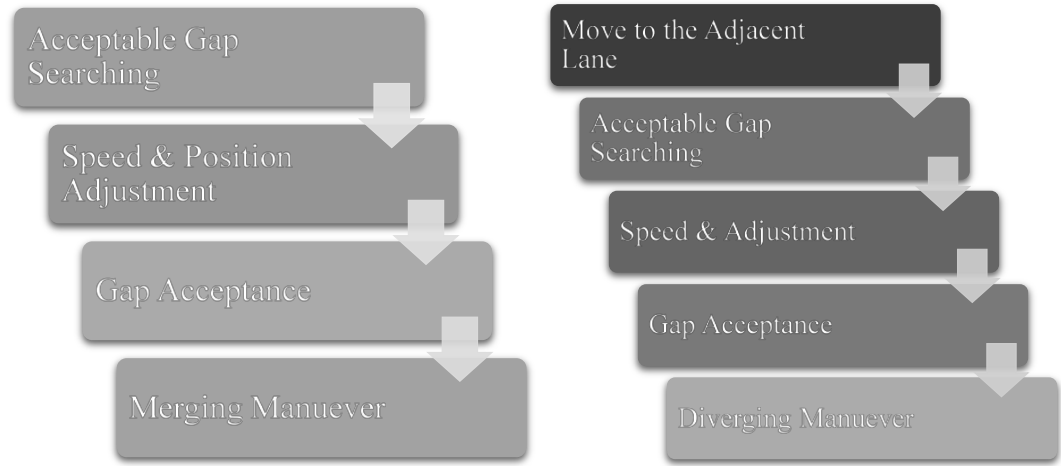 Acceptable Gap
Searching
Speed & Position
Adjustment
Gap Acceptance
Merging Manuever
Move to the Adjacent
Lane
Acceptable Gap
Searching
Speed & Adjustment
Gap Acceptance
Diverging Manuever